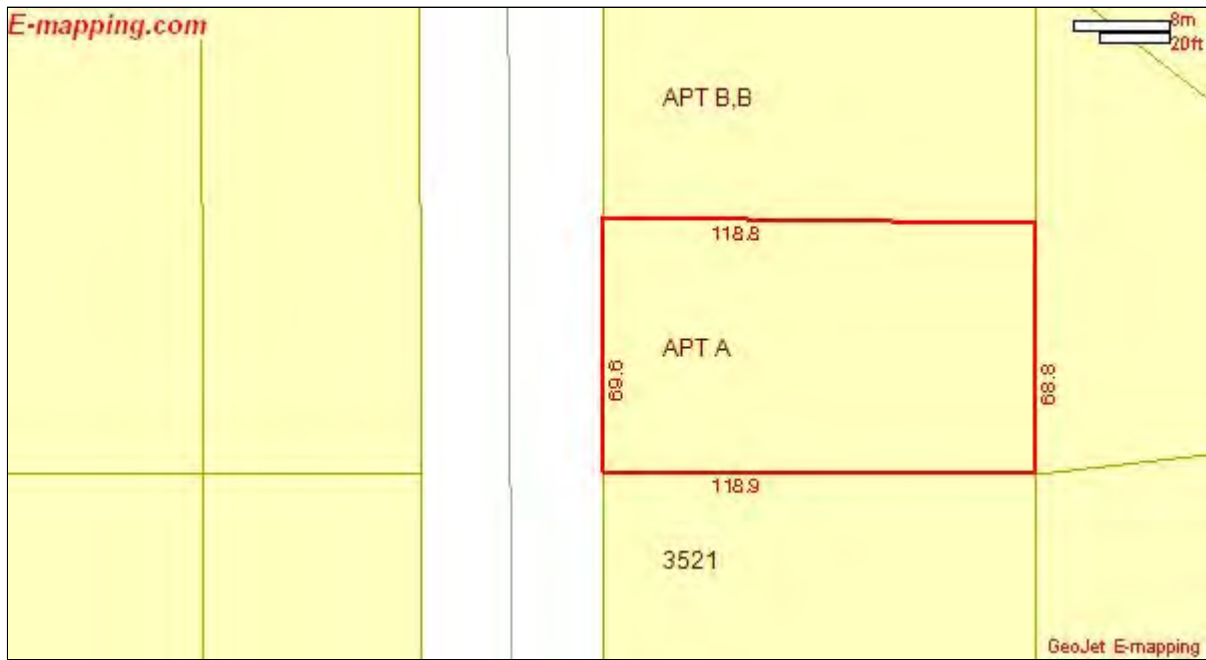 E-mapping.com
8m
20ft
APT B,B
118.8
APT A
69.6
68.8
118.9
3521
GeoJet E-mapping